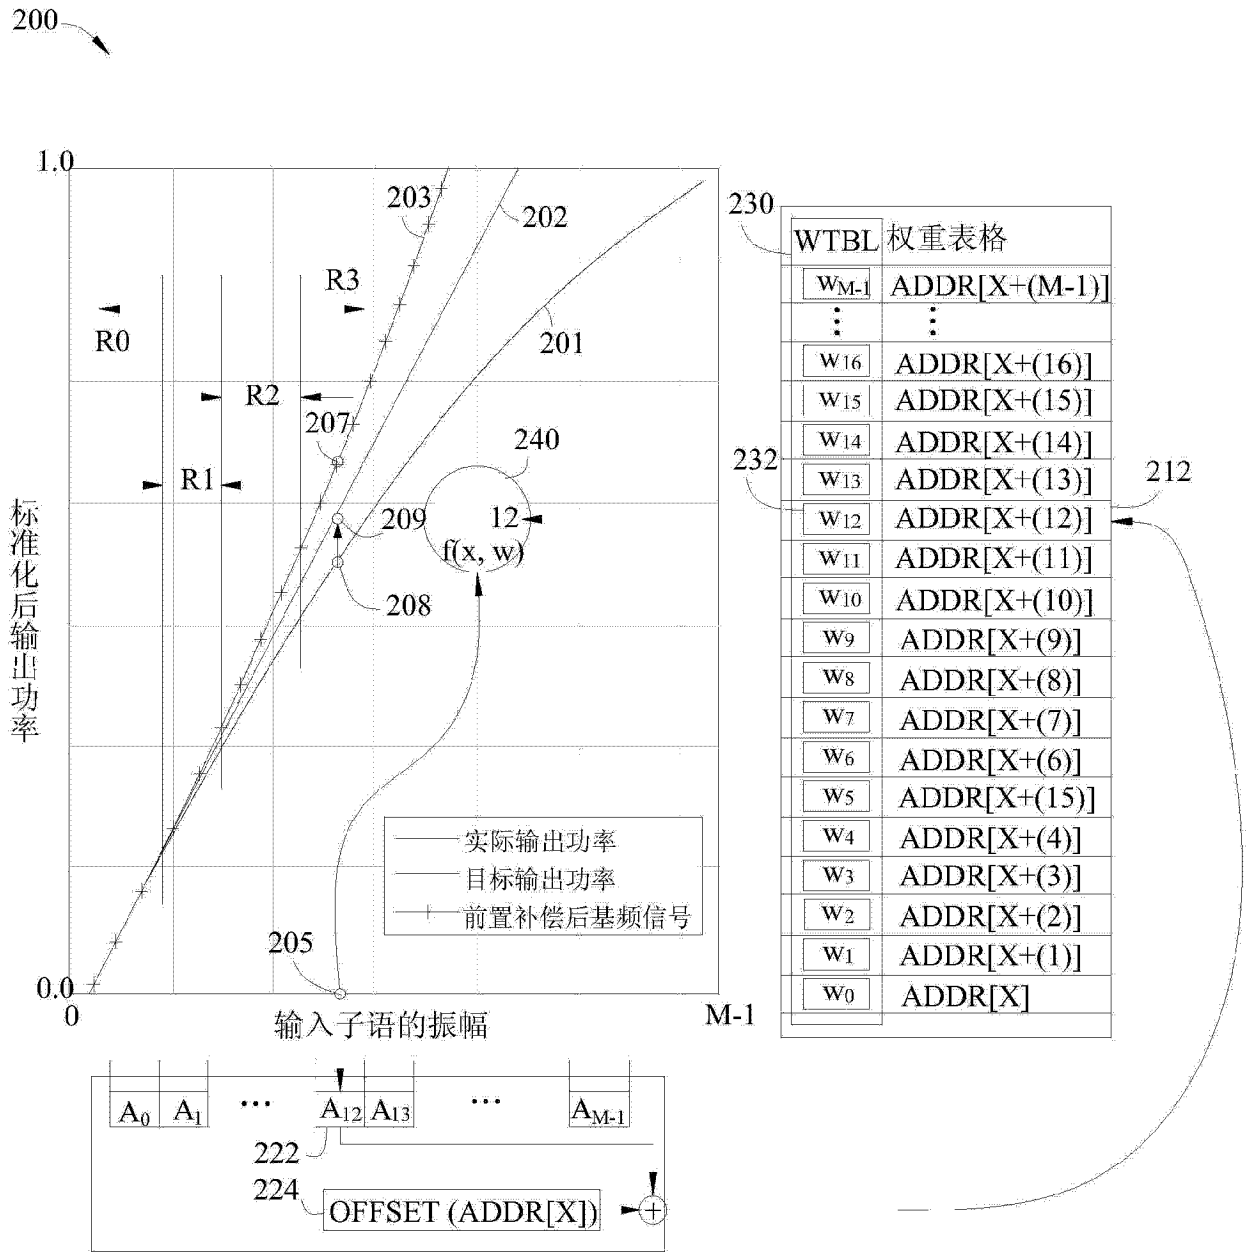 200
1.0
203
202
R3
R0
201
R2
207
240
R1
209
12
f(x, w)
208
标准化后输出功率
实际输出功率
目标输出功率
前置补偿后基频信号
205
0.0
0
输入子语的振幅
M-1
230
WTBL 权重表格
WM-1 ADDR[X+(M-1)]
⋮ ⋮
W16 ADDR[X+(16)]
W15 ADDR[X+(15)]
W14 ADDR[X+(14)]
232
W13 ADDR[X+(13)]
212
W12 ADDR[X+(12)]
W11 ADDR[X+(11)]
W10 ADDR[X+(10)]
W9 ADDR[X+(9)]
W8 ADDR[X+(8)]
W7 ADDR[X+(7)]
W6 ADDR[X+(6)]
W5 ADDR[X+(15)]
W4 ADDR[X+(4)]
W3 ADDR[X+(3)]
W2 ADDR[X+(2)]
W1 ADDR[X+(1)]
W0 ADDR[X]
A0 A1 ... A12 A13 ... AM-1
222
224
OFFSET (ADDR[X])
+